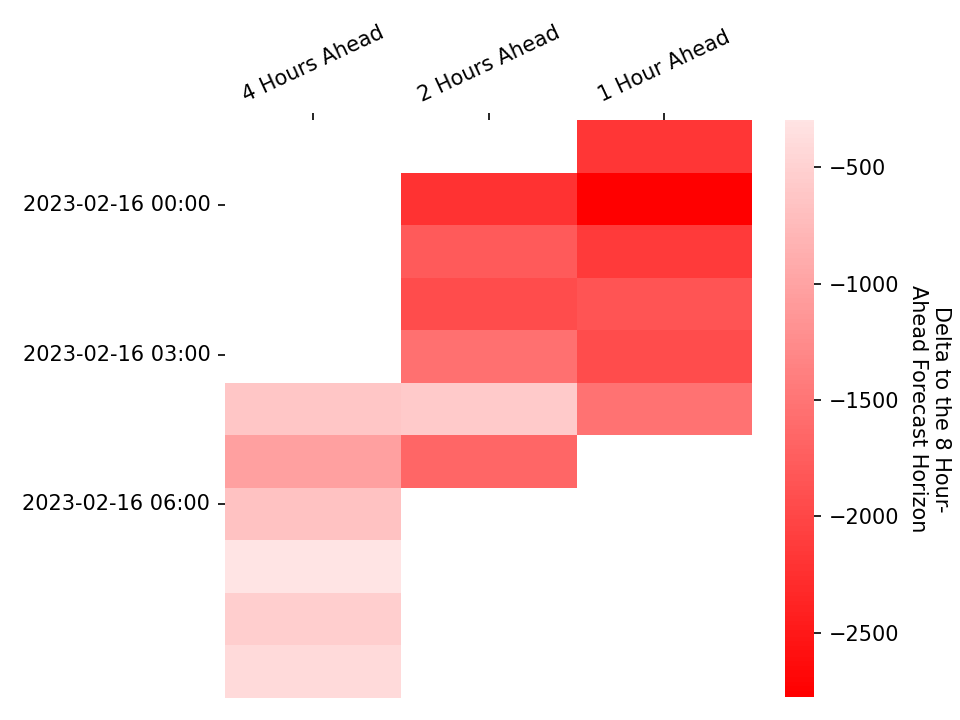 4 Hours Ahead
2 Hours Ahead
1 Hour Ahead
2023-02-16 00:00
2023-02-16 03:00
2023-02-16 06:00
−500
−1000
−1500
−2000
−2500
Delta to the 8 Hour-
Ahead Forecast Horizon